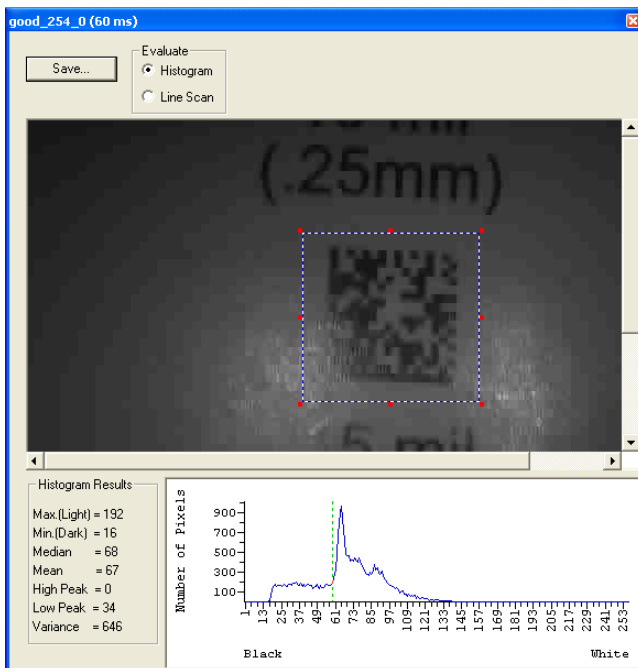 good_254_0 (60 ms)
Save...
Evaluate
Histogram
Line Scan
mil
(.25mm)
5 mil
Histogram Results
Max.(Light) = 192
Min.(Dark) = 16
Median = 68
Mean = 67
High Peak = 0
Low Peak = 34
Variance = 646
Number of Pixels
900
700
500
300
100
1 13 25 37 49 61 73 85 97 109 121 133 145 157 169 181 193 205 217 229 241 253
Black White